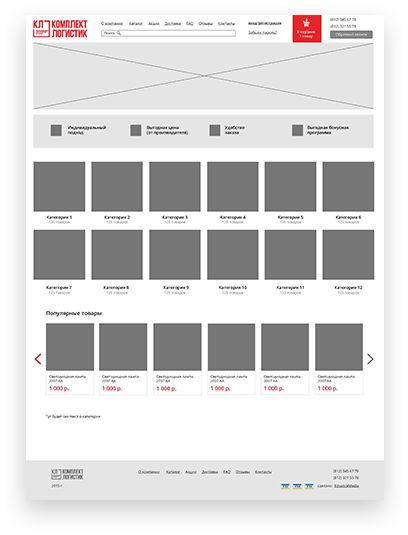 КЛ КОМПЛЕКТ
ЛОГИСТИК
О компании Каталог Акции Доставка FAQ Отзывы Контакты
Поиск
Вход/Регистрация
Забыли пароль?
В корзине
1 товар
(812) 345 67 78
(812) 321 55 78
Обратный звонок
Индивидуальный
подход
Выгодная цена
(от производителя)
Удобство
заказа
Выгодная бонусная
программа
Категория 1 Категория 2 Категория 3 Категория 4 Категория 5 Категория 6
125 товаров 125 товаров 125 товаров 125 товаров 125 товаров 125 товаров
Категория 7 Категория 8 Категория 9 Категория 10 Категория 11 Категория 12
125 товаров 125 товаров 125 товаров 125 товаров 125 товаров 125 товаров
Популярные товары
Светодиодная лампа Светодиодная лампа Светодиодная лампа Светодиодная лампа Светодиодная лампа Светодиодная лампа
2007 AA 2007 AA 2007 AA 2007 AA 2007 AA 2007 AA
1 000 р. 1 000 р. 1 000 р. 1 000 р. 1 000 р. 1 000 р.
Тут будет сео текст о категории
КЛ КОМПЛЕКТ
ЛОГИСТИК
2015 г.
О компании Каталог Акции Доставка FAQ Отзывы Контакты
(812) 345 67 78
(812) 321 55 78
сделано: